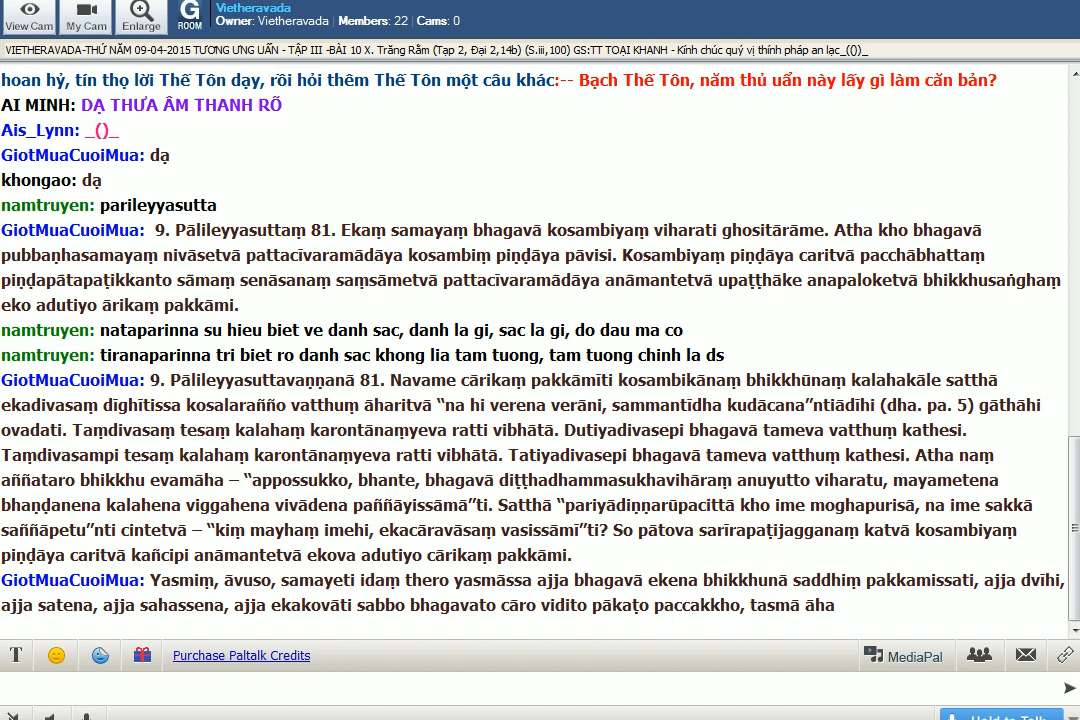 View Cam
My Cam
Enlarge
G
ROOM
Vietheravada
Owner: Vietheravada | Members: 22 | Cams: 0
VIETHERAVADA-THỨ NĂM 09-04-2015 TƯƠNG ƯNG UẨN - TẬP III -BÀI 10 X. Trăng Rằm (Tạp 2, Đại 2,14b) (S.iii,100) GS:TT TOẠI KHANH - Kính chúc quý vị thính pháp an lạc_(())_
hoan hỷ, tín thọ lời Thế Tôn dạy, rồi hỏi thêm Thế Tôn một câu khác:-- Bạch Thế Tôn, năm thủ uẩn này lấy gì làm căn bản?
AI MINH: DẠ THƯA ÂM THANH RÕ
Ais_Lynn: _()_
GiotMuaCuoiMua: dạ
khongao: dạ
namtruyen: parileyyasutta
GiotMuaCuoiMua: 9. Pālileyyasuttaṃ 81. Ekaṃ samayaṃ bhagavā kosambiyaṃ viharati ghositārāme. Atha kho bhagavā
pubbaṇhasamayaṃ nivāsetvā pattacīvaramādāya kosambiṃ piṇḍāya pāvisi. Kosambiyaṃ piṇḍāya caritvā pacchābhattaṃ
piṇḍapātapaṭikkanto sāmaṃ senāsanaṃ saṃsāmetvā pattacīvaramādāya anāmantetvā upaṭṭhāke anapaloketvā bhikkhusaṅghaṃ
eko adutiyo ārikaṃ pakkāmi.
namtruyen: nataparinna su hieu biet ve danh sac, danh la gi, sac la gi, do dau ma co
namtruyen: tiranaparinna tri biet ro danh sac khong lia tam tuong, tam tuong chinh la ds
GiotMuaCuoiMua: 9. Pālileyyasuttavaṇṇanā 81. Navame cārikaṃ pakkāmīti kosambikānaṃ bhikkhūnaṃ kalahakāle satthā
ekadivasaṃ dīghītissa kosalarañño vatthuṃ āharitvā “na hi verena verāni, sammantīdha kudācana”ntiādīhi (dha. pa. 5) gāthāhi
ovadati. Taṃdivasaṃ tesaṃ kalahaṃ karontānaṃyeva ratti vibhātā. Dutiyadivasepi bhagavā tameva vatthuṃ kathesi.
Taṃdivasampi tesaṃ kalahaṃ karontānaṃyeva ratti vibhātā. Tatiyadivasepi bhagavā tameva vatthuṃ kathesi. Atha naṃ
aññataro bhikkhu evamāha – “appossukko, bhante, bhagavā diṭṭhadhammasukhavihāraṃ anuyutto viharatu, mayametena
bhaṇḍanena kalahena viggahena vivādena paññāyissāmā”ti. Satthā “pariyādiṇṇarūpacittā kho ime moghapurisā, na ime sakkā
saññāpetu”nti cintetvā – “kiṃ mayhaṃ imehi, ekacāravāsaṃ vasissāmī”ti? So pātova sarīrapaṭijagganaṃ katvā kosambiyaṃ
piṇḍāya caritvā kañcipi anāmantetvā ekova adutiyo cārikaṃ pakkāmi.
GiotMuaCuoiMua: Yasmiṃ, āvuso, samayeti idaṃ thero yasmāssa ajja bhagavā ekena bhikkhunā saddhiṃ pakkamissati, ajja dvīhi,
ajja satena, ajja sahassena, ajja ekakovāti sabbo bhagavato cāro vidito pākaṭo paccakkho, tasmā āha
T
Purchase Paltalk Credits
MediaPal
Hold to Talk